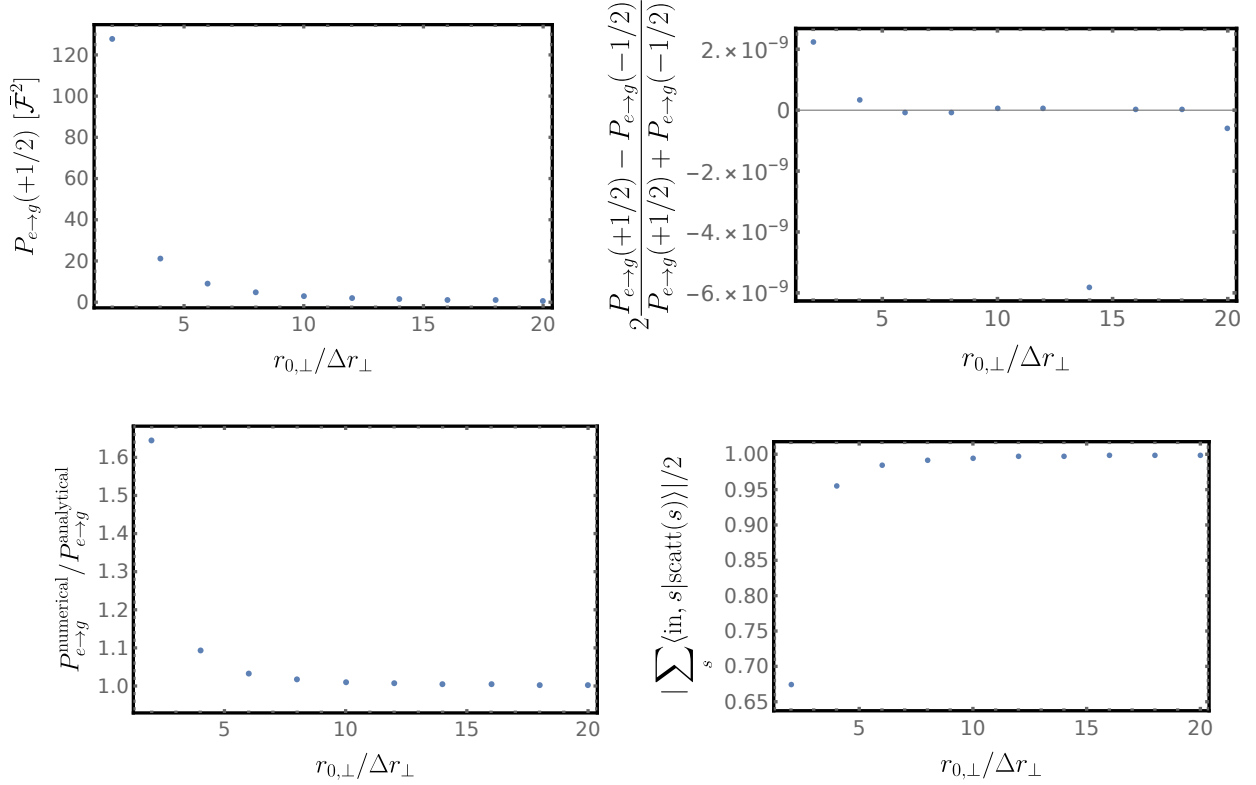 120
100
80
60
40
20
0
P_{e→g}(+1/2) [\bar{\mathcal{F}}^2]
5 10 15 20
r_{0,⊥}/Δr_⊥
2.×10^{-9}
0
−2.×10^{-9}
−4.×10^{-9}
−6.×10^{-9}
2 \frac{P_{e→g}(+1/2) − P_{e→g}(−1/2)}{P_{e→g}(+1/2) + P_{e→g}(−1/2)}
5 10 15 20
r_{0,⊥}/Δr_⊥
1.6
1.5
1.4
1.3
1.2
1.1
1.0
P_{e→g}^{numerical}/P_{e→g}^{analytical}
5 10 15 20
r_{0,⊥}/Δr_⊥
1.00
0.95
0.90
0.85
0.80
0.75
0.70
0.65
|∑_s⟨in, s|scatt(s)⟩|/2
5 10 15 20
r_{0,⊥}/Δr_⊥